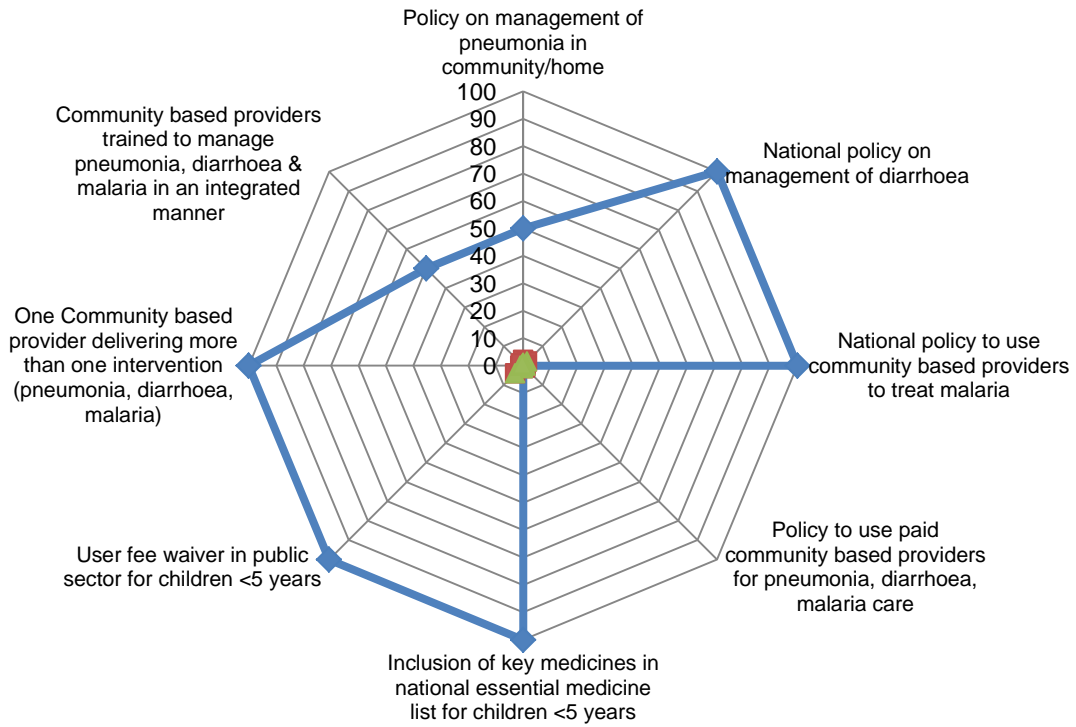 Policy on management of
pneumonia in
community/home
100
90
80
70
60
50
40
30
20
10
0
National policy on
management of diarrhoea
National policy to use
community based providers
to treat malaria
Policy to use paid
community based providers
for pneumonia, diarrhoea,
malaria care
Inclusion of key medicines in
national essential medicine
list for children <5 years
User fee waiver in public
sector for children <5 years
One Community based
provider delivering more
than one intervention
(pneumonia, diarrhoea,
malaria)
Community based providers
trained to manage
pneumonia, diarrhoea &
malaria in an integrated
manner